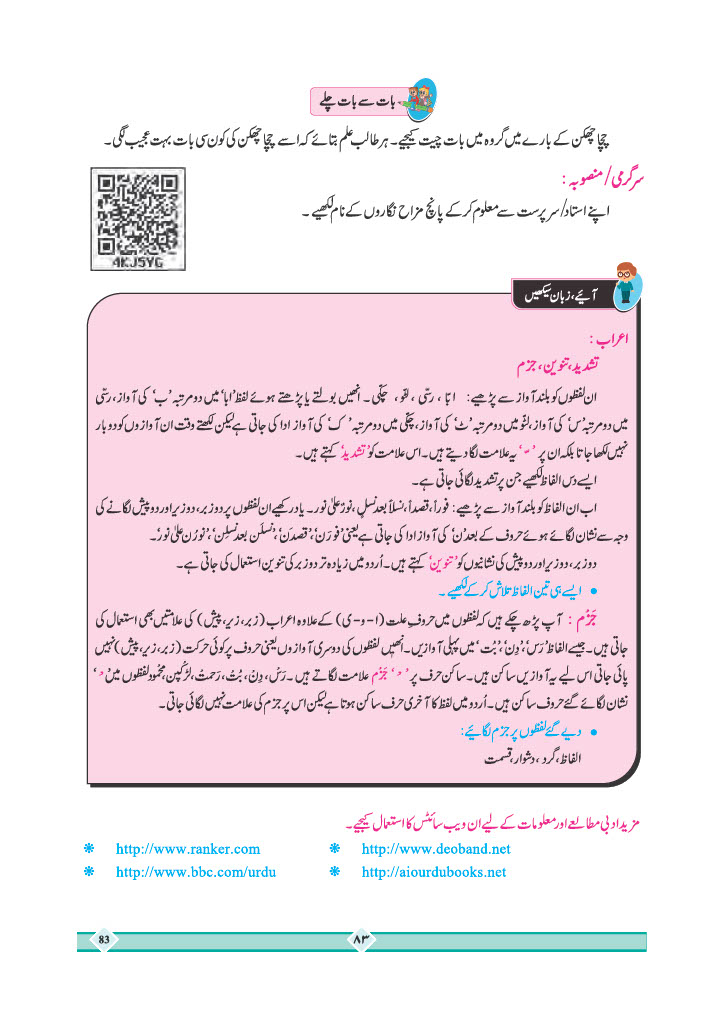 بات سے بات چلے
چچا چھکن کے بارے میں گروہ میں بات چیت کیجیے۔ ہر طالب علم بتائے کہ اسے چچا چھکن کی کون سی بات بہت عجیب لگی۔
سرگرمی/منصوبہ :
اپنے استاد/سرپرست سے معلوم کرکے پانچ مزاح نگاروں کے نام لکھیے ۔
4KJ5YG
آئیے، زبان سیکھیں
اعراب :
تشدید، تنوین، جزم
ان لفظوں کو بلند آواز سے پڑھیے: ابّا ، رسّی ، لٹّو ، چکّی ۔ انھیں بولتے یا پڑھتے ہوئے لفظ 'ابا' میں دو مرتبہ 'ب' کی آواز، رسّی
میں دو مرتبہ 'س' کی آواز، لٹّو میں دو مرتبہ 'ٹ' کی آواز، چکّی میں دو مرتبہ 'ک' کی آواز ادا کی جاتی ہے لیکن لکھتے وقت ان آوازوں کو دو بار
نہیں لکھا جاتا بلکہ ان پر ' ّ ' یہ علامت لگا دیتے ہیں۔ اس علامت کو 'تشدید' کہتے ہیں۔
ایسے دس الفاظ لکھیے جن پر تشدید لگائی جاتی ہے۔
اب ان الفاظ کو بلند آواز سے پڑھیے: فوراً، قصداً، نسلاً بعد نسلٍ، نورٌ علیٰ نور۔ یاد رکھیے ان لفظوں پر دو زبر، دو زیر اور دو پیش لگانے کی
وجہ سے نشان لگائے ہوئے حروف کے بعد 'ن' کی آواز ادا کی جاتی ہے یعنی 'فورَن'، 'قصدَن'، 'نسلَن بعد نسلِن'، 'نورُن علیٰ نور'۔
دو زبر، دو زیر اور دو پیش کی نشانیوں کو 'تنوین' کہتے ہیں۔ اُردو میں زیادہ تر دو زبر کی تنوین استعمال کی جاتی ہے۔
• ایسے ہی تین الفاظ تلاش کرکے لکھیے ۔
جَزْم : آپ پڑھ چکے ہیں کہ لفظوں میں حروفِ علت (ا - و - ی) کے علاوہ اعراب (زبر، زیر، پیش) کی علامتیں بھی استعمال کی
جاتی ہیں۔ جیسے الفاظ 'رَس'، 'دِن'، 'بُت' میں پہلی آوازیں۔ انھیں لفظوں کی دوسری آوازوں یعنی حروف پر کوئی حرکت (زبر، زیر، پیش) نہیں
پائی جاتی اس لیے یہ آوازیں ساکن ہیں۔ ساکن حرف پر ' ْ ' جَزْم علامت لگاتے ہیں۔ رَسْ، دِنْ، بُتْ، رَحمتْ، لڑْکپن، محْمُود لفظوں میں ' ْ '
نشان لگائے گئے حروف ساکن ہیں۔ اُردو میں لفظ کا آخری حرف ساکن ہوتا ہے لیکن اس پر جزم کی علامت نہیں لگائی جاتی۔
• دیے گئے لفظوں پر جزم لگائیے:
الفاظ، گرد ، دشوار، قسمت
مزید ادبی مطالعے اور معلومات کے لیے ان ویب سائٹس کا استعمال کیجیے۔
❋ http://www.ranker.com ❋ http://www.deoband.net
❋ http://www.bbc.com/urdu ❋ http://aiourdubooks.net
83 ۸۳